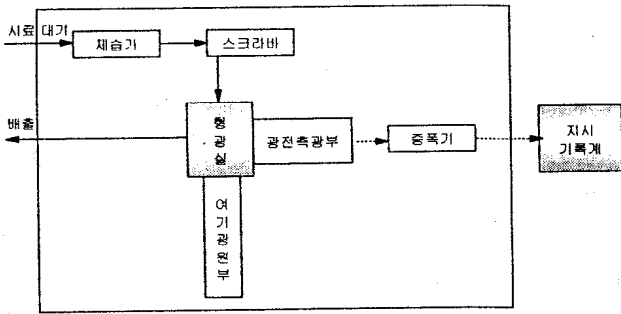 시료 대기
제습기
스크라바
배출
형광실
광전측광부
증폭기
지시
기록계
여기광원부